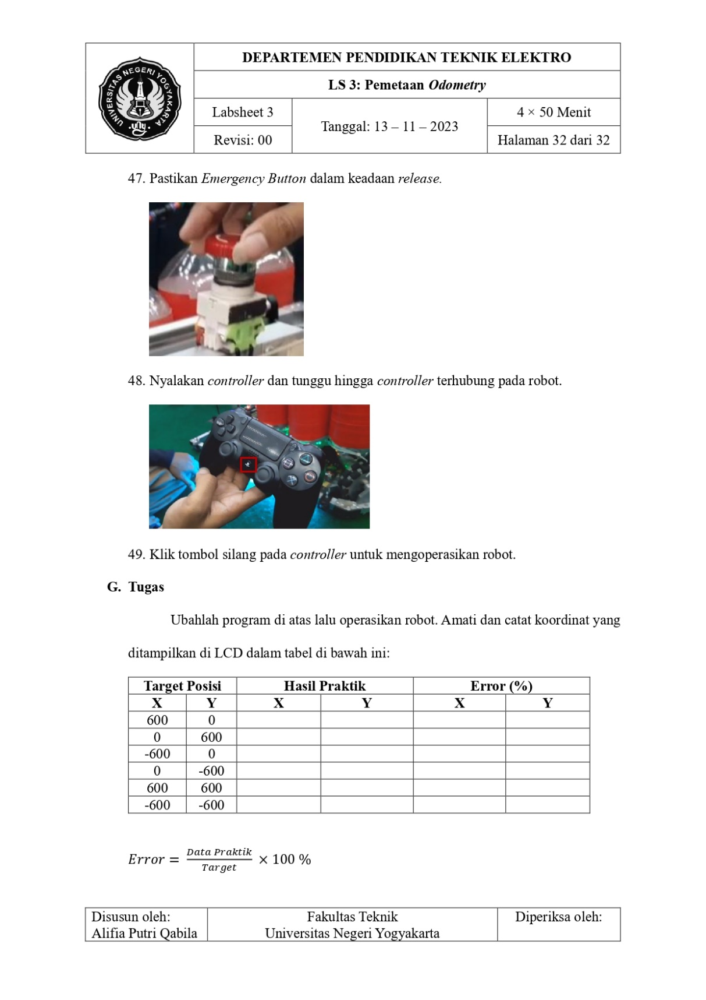 UNIVERSITAS NEGERI YOGYAKARTA
uny
DEPARTEMEN PENDIDIKAN TEKNIK ELEKTRO
LS 3: Pemetaan Odometry
Labsheet 3
Tanggal: 13 – 11 – 2023
4 × 50 Menit
Revisi: 00
Halaman 32 dari 32
47. Pastikan Emergency Button dalam keadaan release.
48. Nyalakan controller dan tunggu hingga controller terhubung pada robot.
49. Klik tombol silang pada controller untuk mengoperasikan robot.
G. Tugas
Ubahlah program di atas lalu operasikan robot. Amati dan catat koordinat yang
ditampilkan di LCD dalam tabel di bawah ini:
Target Posisi Hasil Praktik Error (%)
X Y X Y X Y
600 0
0 600
-600 0
0 -600
600 600
-600 -600
Error = Data Praktik / Target × 100 %
Disusun oleh:
Alifia Putri Qabila
Fakultas Teknik
Universitas Negeri Yogyakarta
Diperiksa oleh: